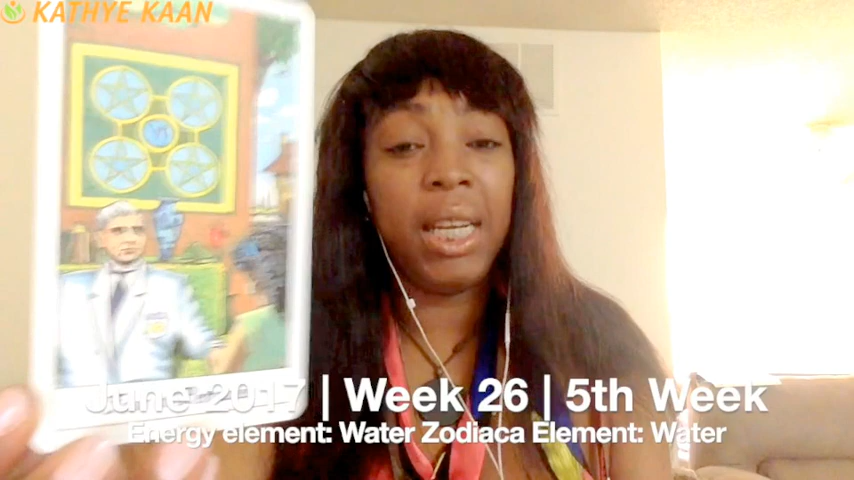 KATHYE KAAN
June 2017 | Week 26 | 5th Week
Energy element: Water Zodiaca Element: Water